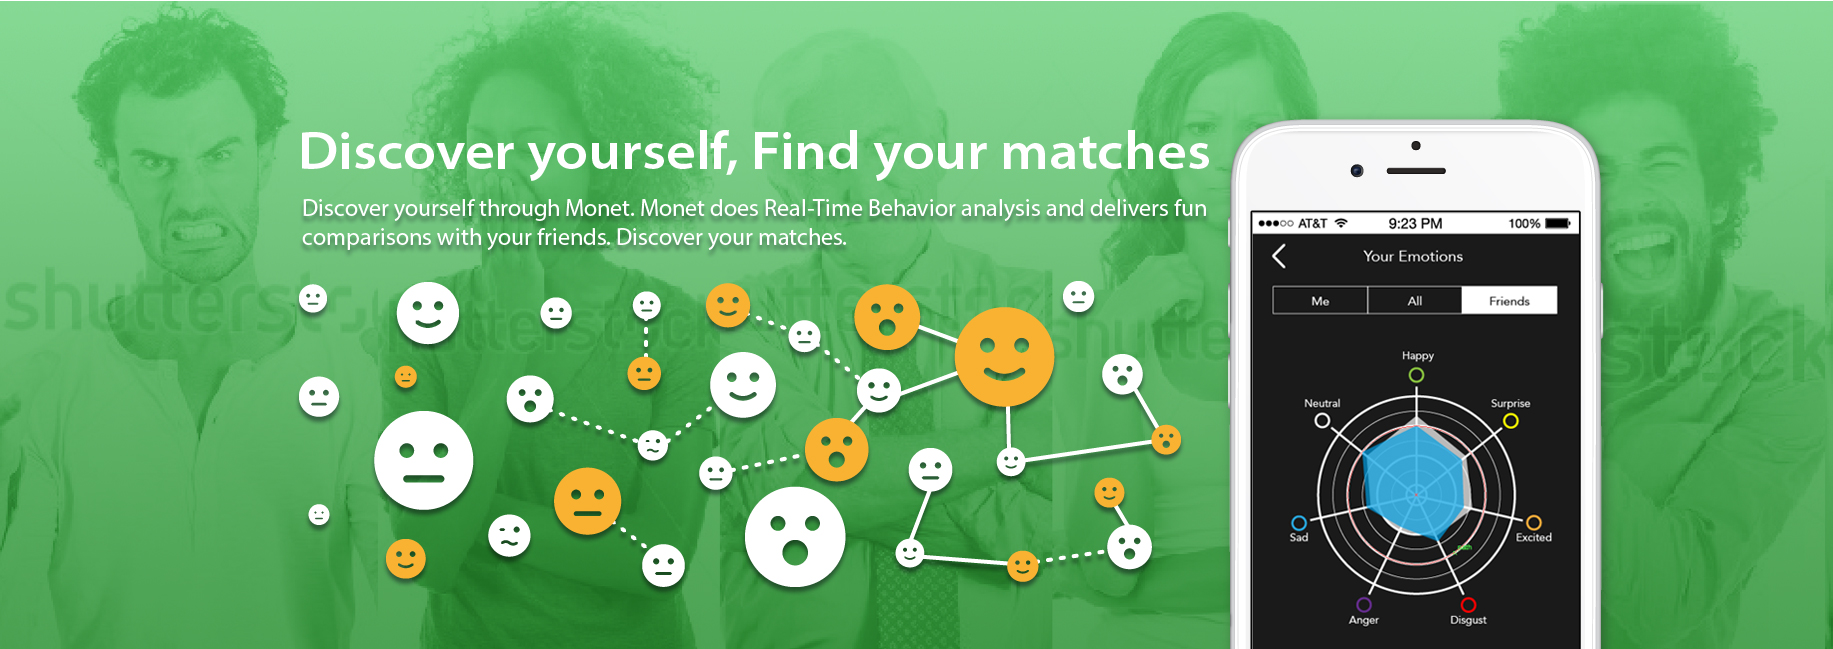 Discover yourself, Find your matches
Discover yourself through Monet. Monet does Real-Time Behavior analysis and delivers fun
comparisons with your friends. Discover your matches.
shutterstock
AT&T
9:23 PM
100%
Your Emotions
Me
All
Friends
Happy
Neutral
Surprise
Sad
Excited
Anger
Disgust